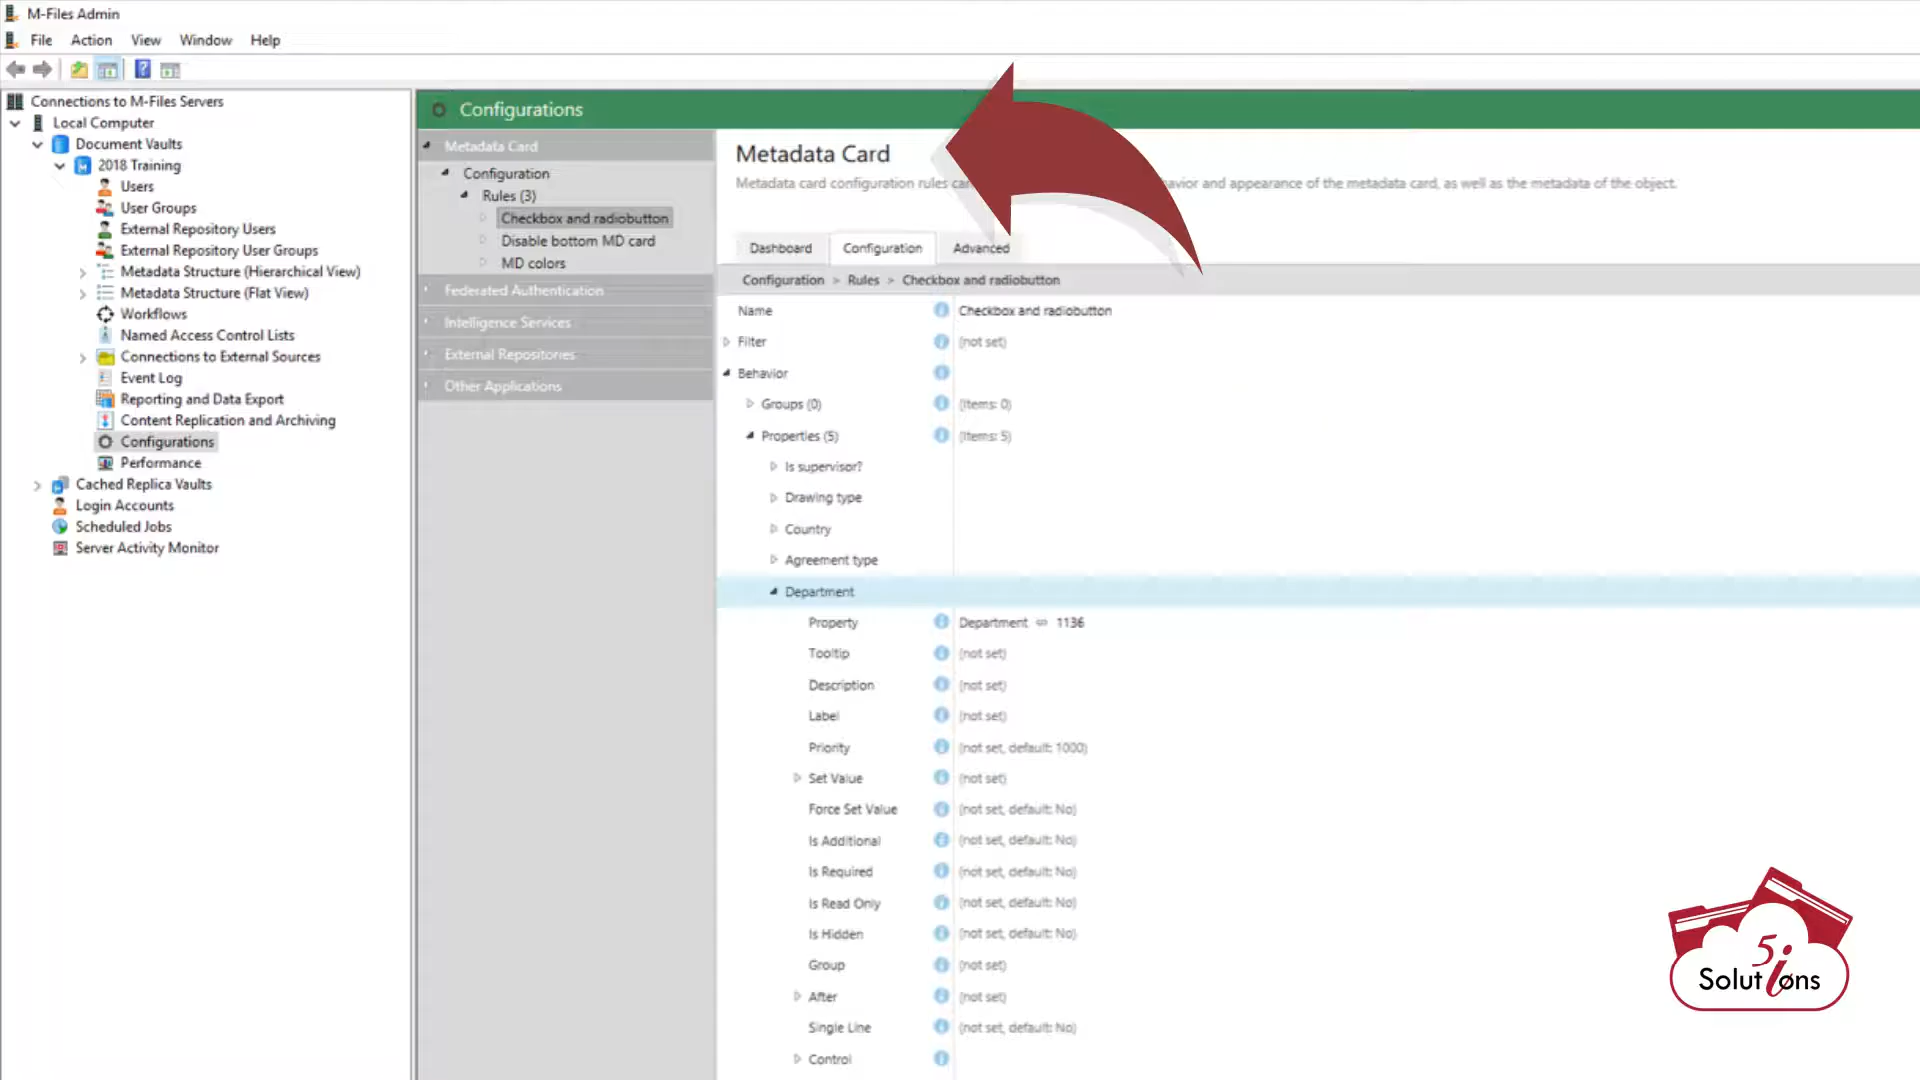 M-Files Admin
File Action View Window Help
Connections to M-Files Servers
Local Computer
Document Vaults
2018 Training
Users
User Groups
External Repository Users
External Repository User Groups
Metadata Structure (Hierarchical View)
Metadata Structure (Flat View)
Workflows
Named Access Control Lists
Connections to External Sources
Event Log
Reporting and Data Export
Content Replication and Archiving
Configurations
Performance
Cached Replica Vaults
Login Accounts
Scheduled Jobs
Server Activity Monitor
Configurations
Metadata Card
Configuration
Rules (3)
Checkbox and radiobutton
Disable bottom MD card
MD colors
Federated Authentication
Intelligence Services
External Repositories
Other Applications
Metadata Card
Metadata card configuration rules and appearance of the metadata card, as well as the metadata of the object.
Dashboard Configuration Advanced
Configuration > Rules > Checkbox and radiobutton
Name Checkbox and radiobutton
Filter (not set)
Behavior
Groups (0) (Items: 0)
Properties (5) (Items: 5)
Is supervisor?
Drawing type
Country
Agreement type
Department
Property Department 1136
Tooltip (not set)
Description (not set)
Label (not set)
Priority (not set, default: 1000)
Set Value (not set)
Force Set Value (not set, default: No)
Is Additional (not set, default: No)
Is Required (not set, default: No)
Is Read Only (not set, default: No)
Is Hidden (not set, default: No)
Group (not set)
After (not set)
Single Line (not set, default: No)
Control
5i
Solutions